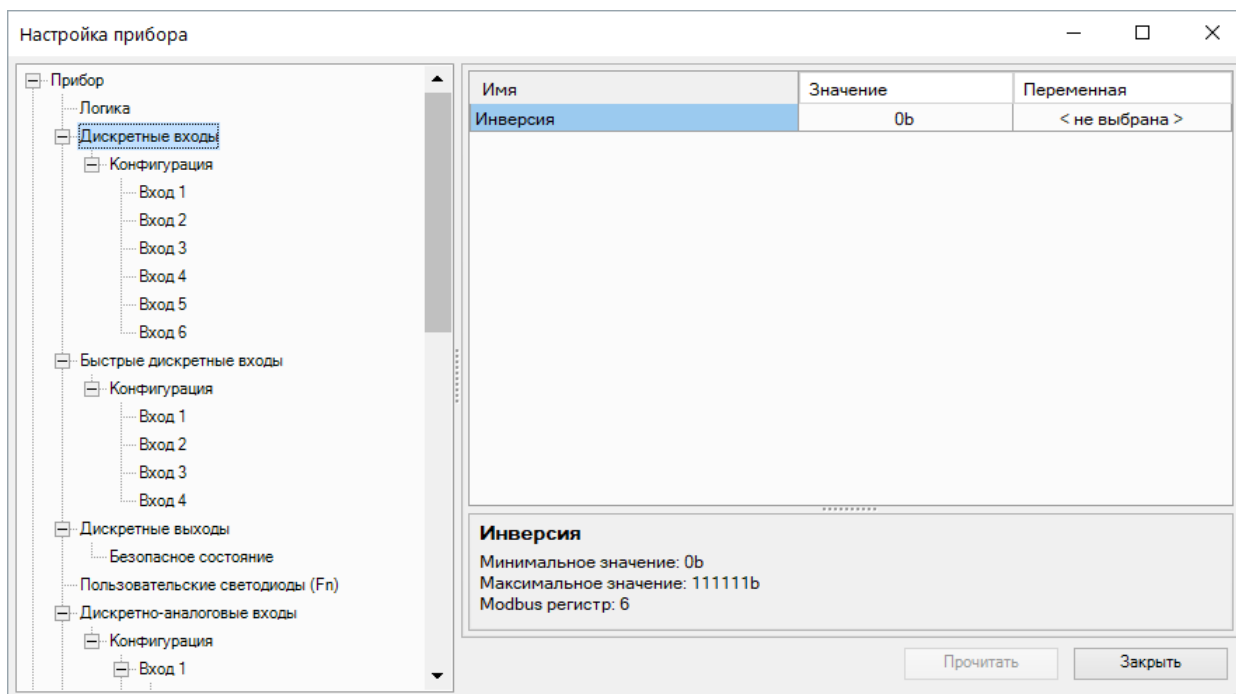 Настройка прибора
Прибор
Логика
Дискретные входы
Конфигурация
Вход 1
Вход 2
Вход 3
Вход 4
Вход 5
Вход 6
Быстрые дискретные входы
Конфигурация
Вход 1
Вход 2
Вход 3
Вход 4
Дискретные выходы
Безопасное состояние
Пользовательские светодиоды (Fn)
Дискретно-аналоговые входы
Конфигурация
Вход 1
Имя Значение Переменная
Инверсия 0b < не выбрана >
Инверсия
Минимальное значение: 0b
Максимальное значение: 111111b
Modbus регистр: 6
Прочитать Закрыть